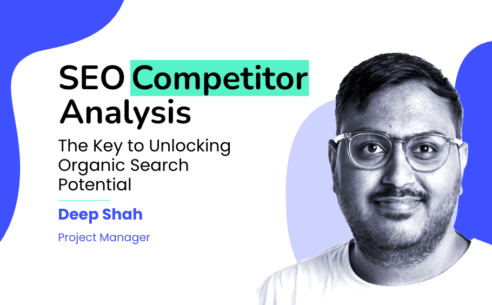 SEO Competitor
Analysis
The Key to Unlocking
Organic Search
Potential
Deep Shah
Project Manager